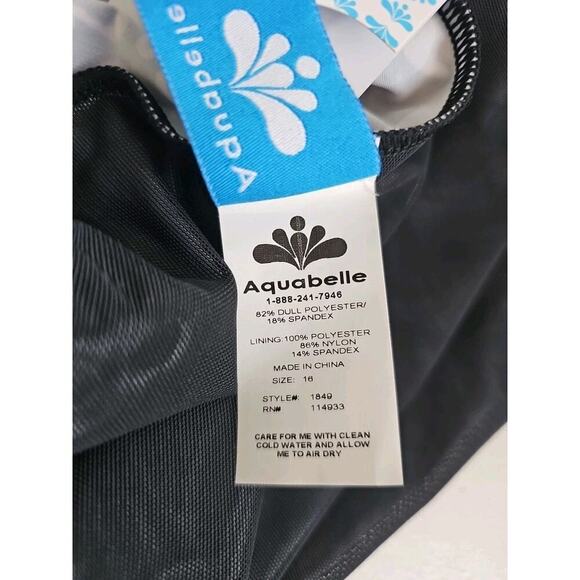 Aquabelle
Aquabelle
1-888-241-7946
82% DULL POLYESTER/
18% SPANDEX
LINING:100% POLYESTER
86% NYLON
14% SPANDEX
MADE IN CHINA
SIZE: 16
STYLE#: 1849
RN# 114933
CARE FOR ME WITH CLEAN
COLD WATER AND ALLOW
ME TO AIR DRY